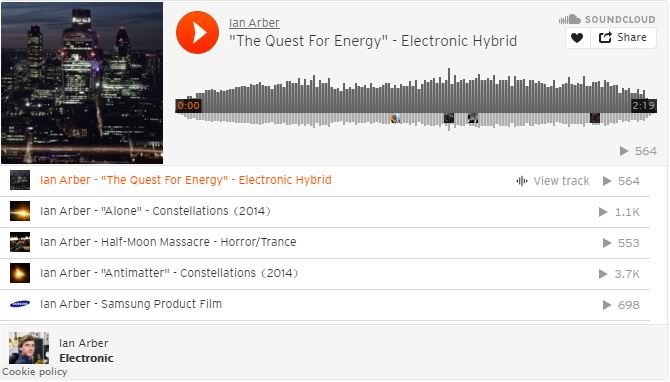 Ian Arber
SOUNDCLOUD
"The Quest For Energy" - Electronic Hybrid
Share
0:00
2:19
564
Ian Arber - "The Quest For Energy" - Electronic Hybrid View track 564
Ian Arber - "Alone" - Constellations (2014) 1.1K
Ian Arber - Half-Moon Massacre - Horror/Trance 553
Ian Arber - "Antimatter" - Constellations (2014) 3.7K
SAMSUNG Ian Arber - Samsung Product Film 698
Ian Arber
Electronic
Cookie policy